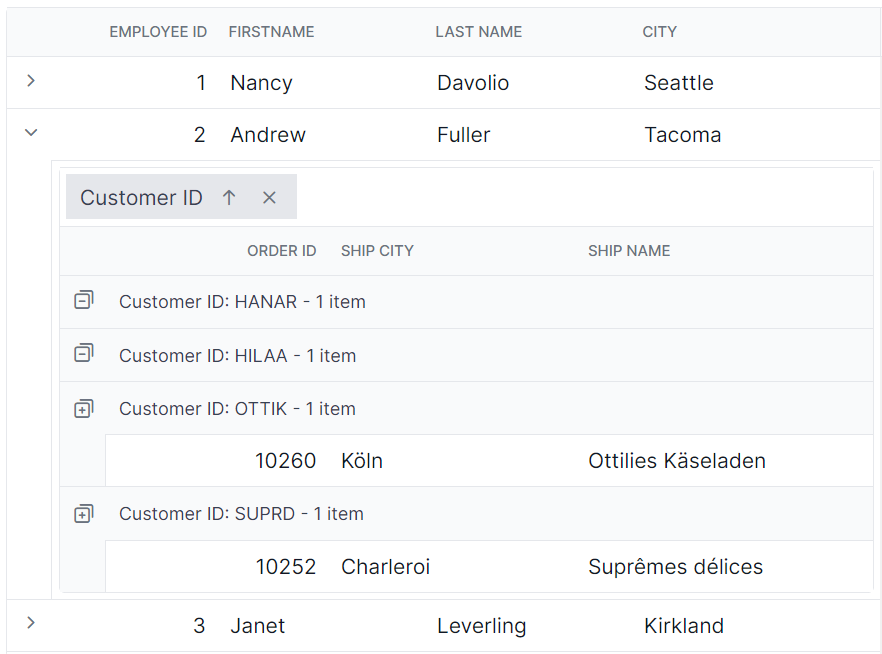 EMPLOYEE ID FIRSTNAME LAST NAME CITY
1 Nancy Davolio Seattle
2 Andrew Fuller Tacoma
Customer ID
ORDER ID SHIP CITY SHIP NAME
Customer ID: HANAR - 1 item
Customer ID: HILAA - 1 item
Customer ID: OTTIK - 1 item
10260 Köln Ottilies Käseladen
Customer ID: SUPRD - 1 item
10252 Charleroi Suprêmes délices
3 Janet Leverling Kirkland